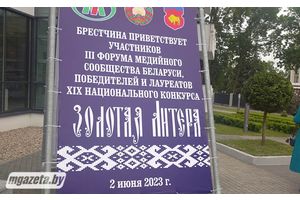 БРЕСТЧИНА ПРИВЕТСТВУЕТ
УЧАСТНИКОВ
III ФОРУМА МЕДИЙНОГО
СООБЩЕСТВА БЕЛАРУСИ,
ПОБЕДИТЕЛЕЙ И ЛАУРЕАТОВ
XIX НАЦИОНАЛЬНОГО КОНКУРСА
ЗОЛОТАЯ ЛИТЕРА
2 июня 2023 г.
mgazeta.by